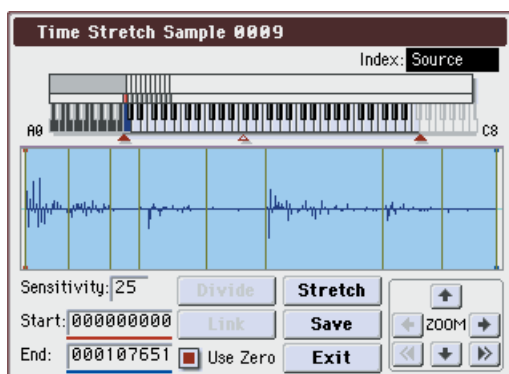 Time Stretch Sample 0009
Index: Source
A0
C8
Sensitivity: 25
Divide
Stretch
Start: 000000000
Link
Save
ZOOM
End: 000107651
Use Zero
Exit